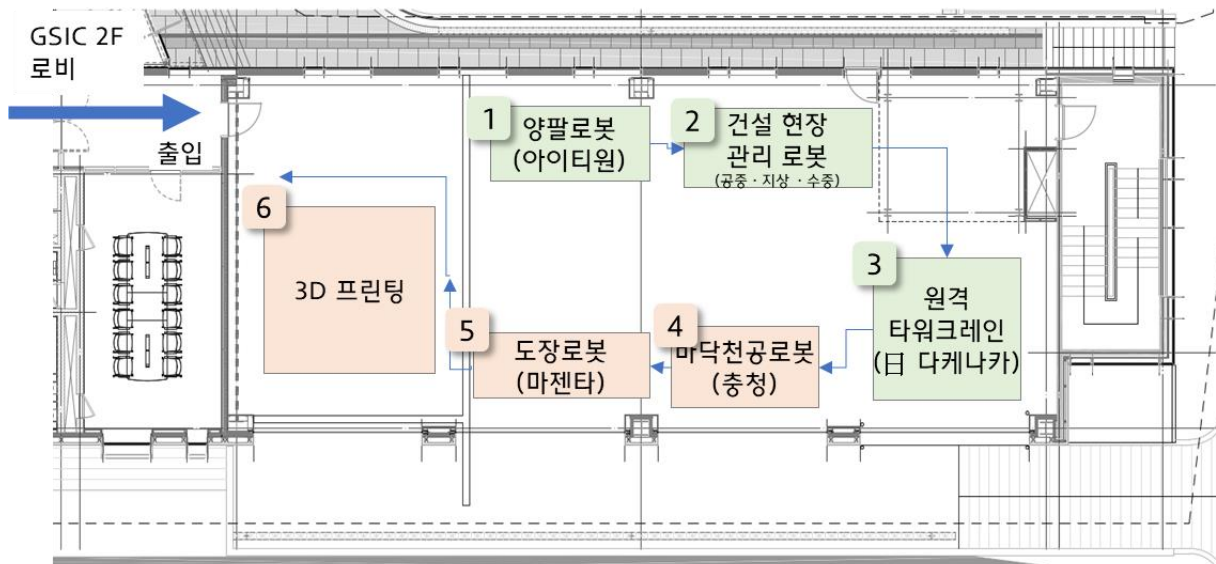 GSIC 2F
로비
출입
1
양팔로봇
(아이티원)
2
건설 현장
관리 로봇
(공중 · 지상 · 수중)
3
원격
타워크레인
(日 다케나카)
4
마닥천공로봇
(충청)
5
도장로봇
(마젠타)
6
3D 프린팅